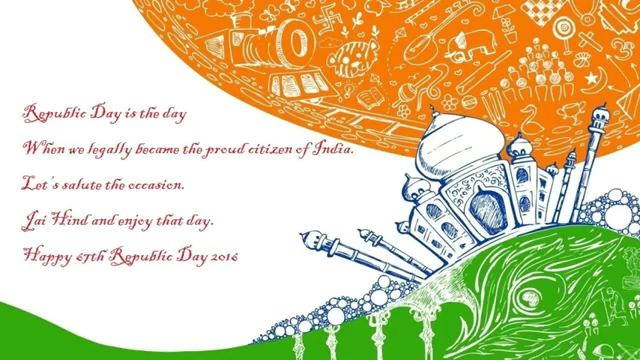 Republic Day is the day
When we legally became the proud citizen of India.
Let's salute the occasion.
Jai Hind and enjoy that day.
Happy 67th Republic Day 2016